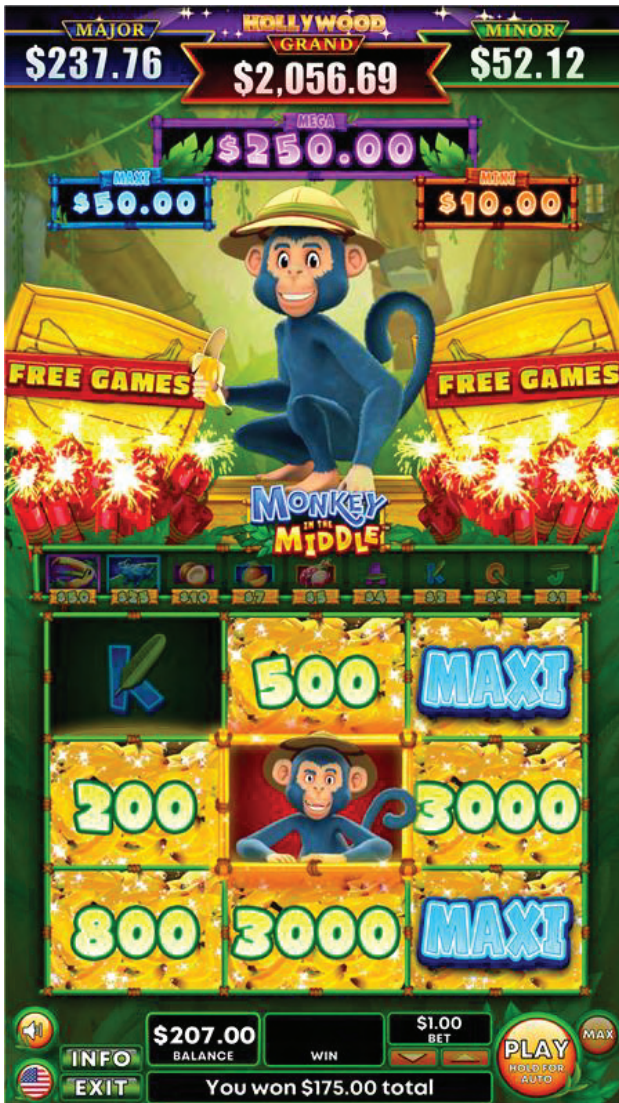 HOLLYWOOD
MAJOR
$237.76
GRAND
$2,056.69
MINOR
$52.12
MEGA
$250.00
MAXI
$50.00
MINI
$10.00
FREE GAMES
FREE GAMES
MONKEY
IN THE
MIDDLE
K Q J
$50 $25 $10 $7 $5 $4 $3 $2 $1
K 500 MAXI
200 3000
800 3000 MAXI
$207.00
BALANCE
WIN
$1.00
BET
PLAY
HOLD FOR
AUTO
MAX
INFO
EXIT
You won $175.00 total